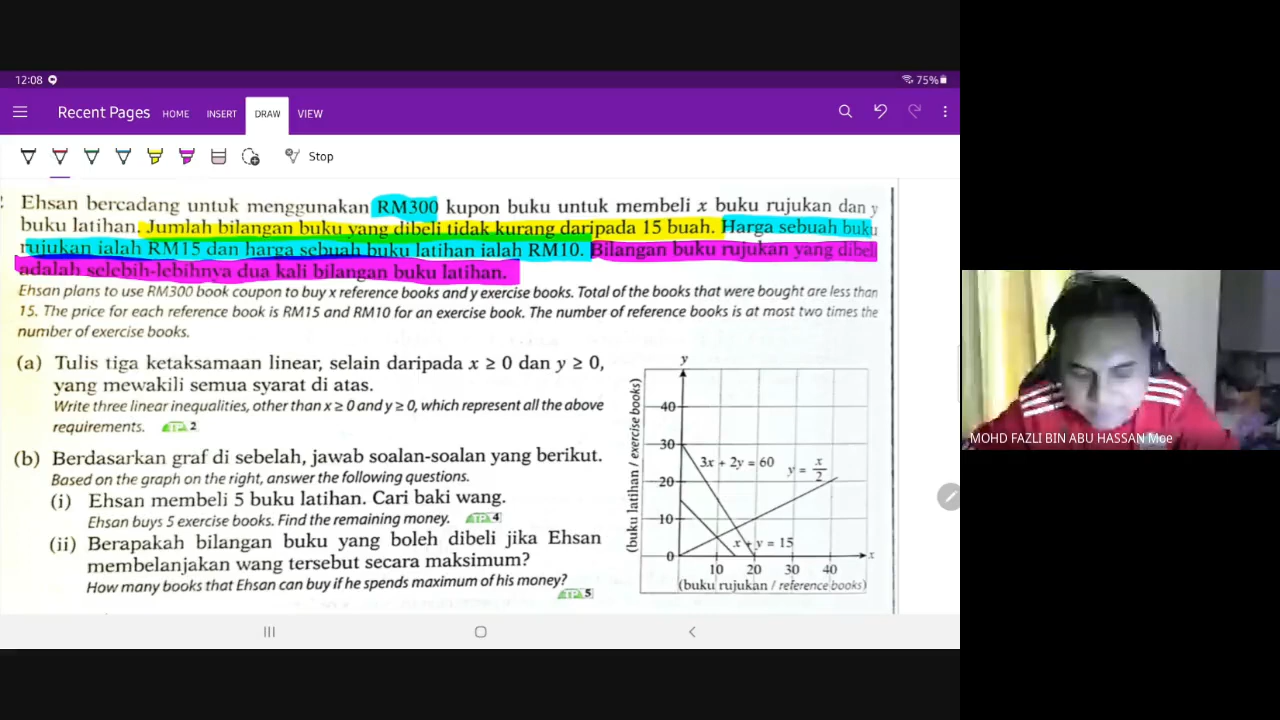 12:08
75%
Recent Pages HOME INSERT DRAW VIEW
Stop
Ehsan bercadang untuk menggunakan RM300 kupon buku untuk membeli x buku rujukan dan y
buku latihan. Jumlah bilangan buku yang dibeli tidak kurang daripada 15 buah. Harga sebuah buku
rujukan ialah RM15 dan harga sebuah buku latihan ialah RM10. Bilangan buku rujukan yang dibeli
adalah selebih-lebihnya dua kali bilangan buku latihan.
Ehsan plans to use RM300 book coupon to buy x reference books and y exercise books. Total of the books that were bought are less than
15. The price for each reference book is RM15 and RM10 for an exercise book. The number of reference books is at most two times the
number of exercise books.
(a) Tulis tiga ketaksamaan linear, selain daripada x ≥ 0 dan y ≥ 0,
yang mewakili semua syarat di atas.
Write three linear inequalities, other than x ≥ 0 and y ≥ 0, which represent all the above
requirements. TP 2
(b) Berdasarkan graf di sebelah, jawab soalan-soalan yang berikut.
Based on the graph on the right, answer the following questions.
(i) Ehsan membeli 5 buku latihan. Cari baki wang.
Ehsan buys 5 exercise books. Find the remaining money. TP 4
(ii) Berapakah bilangan buku yang boleh dibeli jika Ehsan
membelanjakan wang tersebut secara maksimum?
How many books that Ehsan can buy if he spends maximum of his money?
TP 5
y
(buku latihan / exercise books)
40
30
3x + 2y = 60
y = x/2
20
10
x + y = 15
0
x
10 20 30 40
(buku rujukan / reference books)
MOHD FAZLI BIN ABU HASSAN Moe